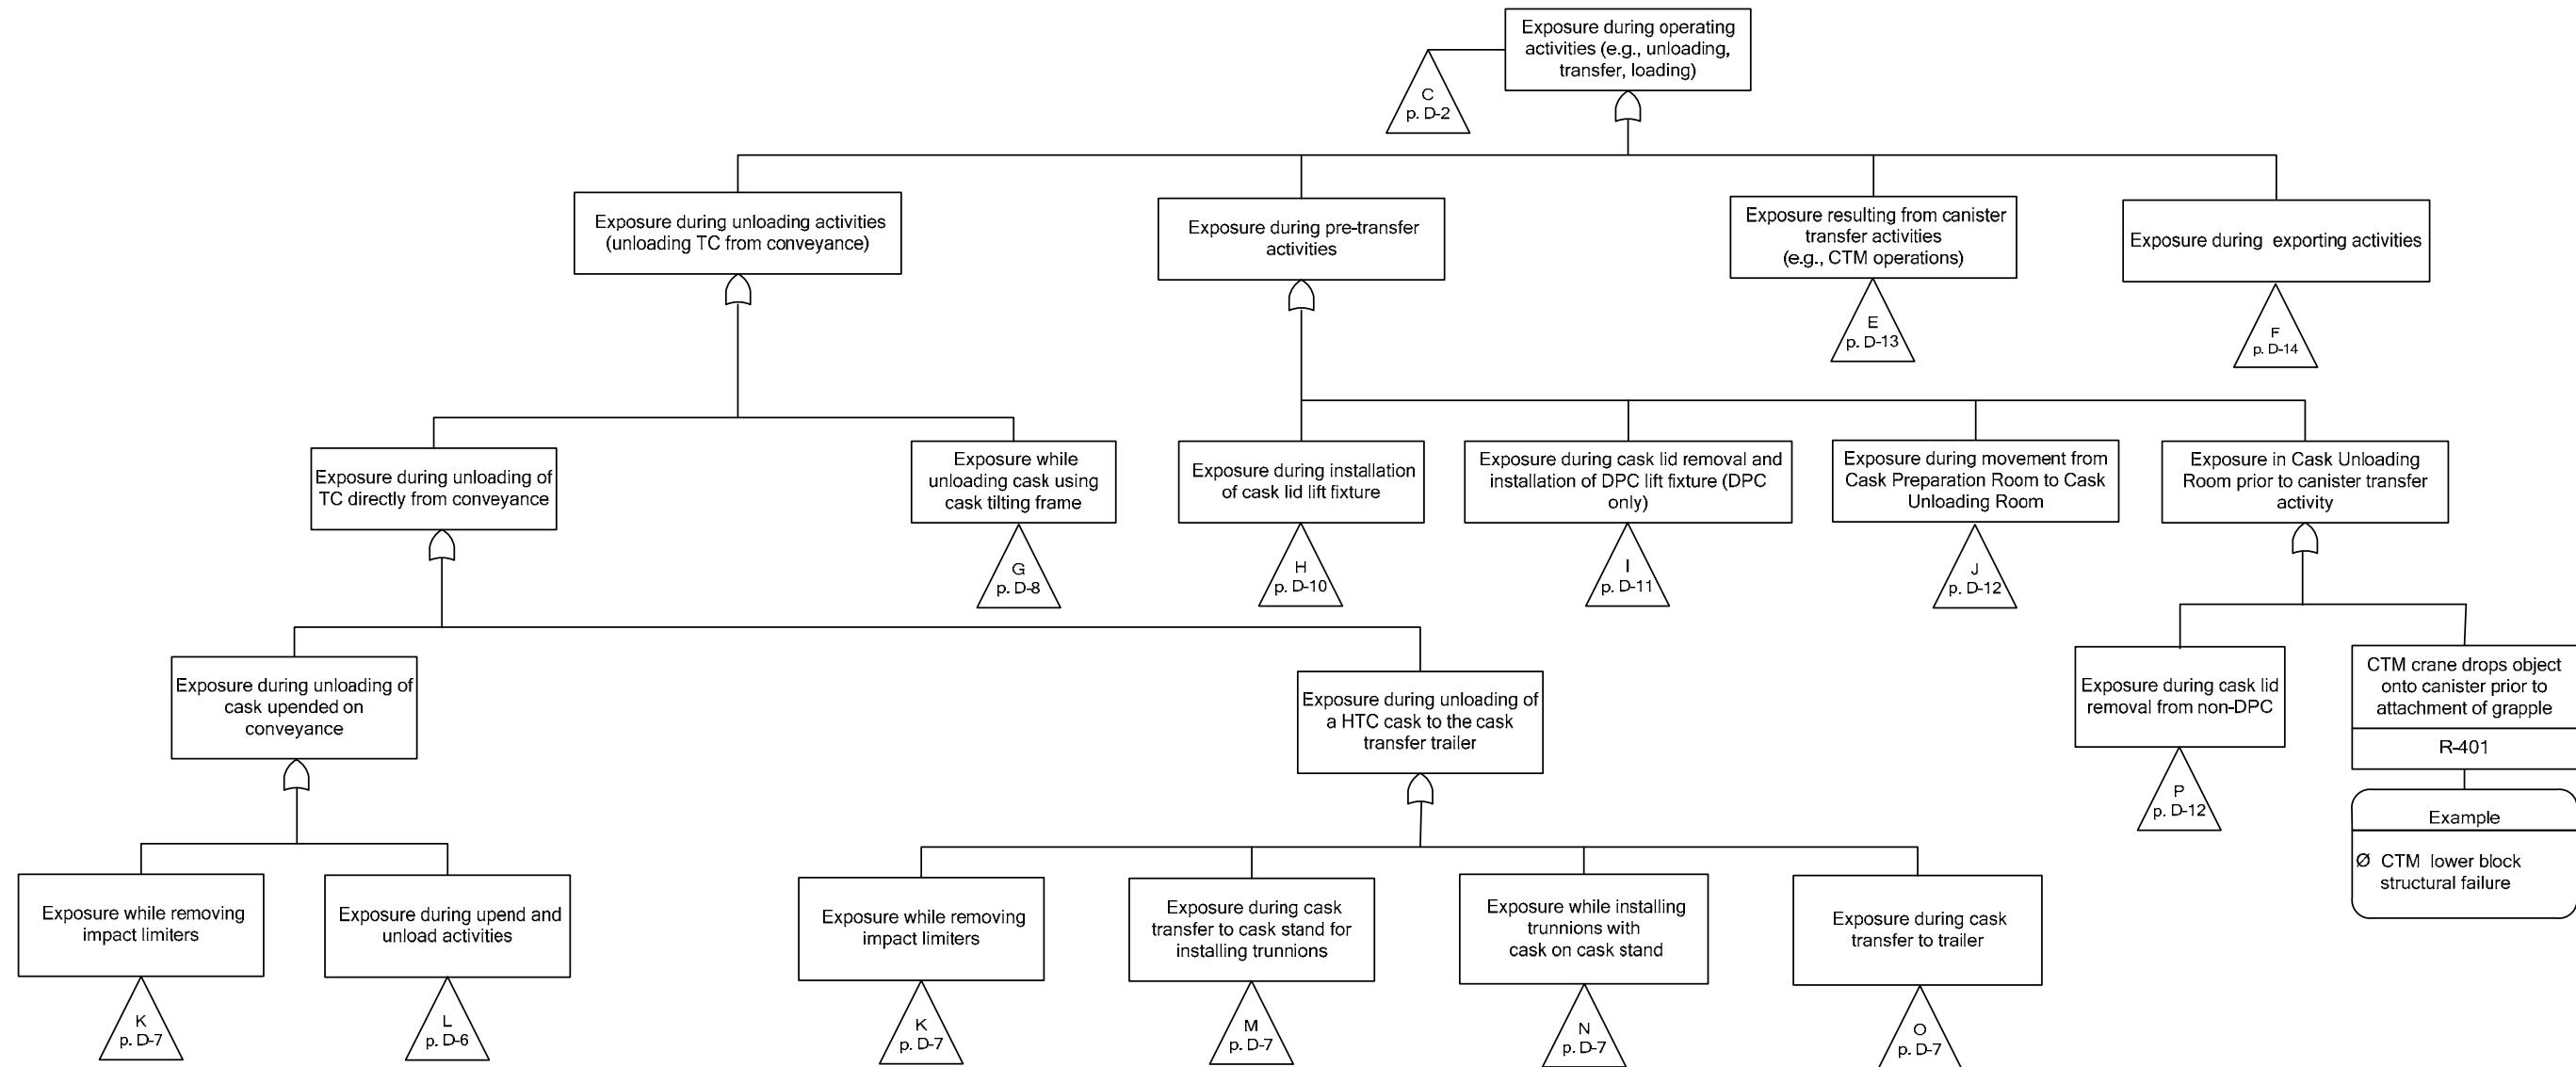 Exposure during operating
activities (e.g., unloading,
transfer, loading)
C
p. D-2
Exposure during unloading activities
(unloading TC from conveyance)
Exposure during pre-transfer
activities
Exposure resulting from canister
transfer activities
(e.g., CTM operations)
Exposure during exporting activities
E
p. D-13
F
p. D-14
Exposure during unloading of
TC directly from conveyance
Exposure while
unloading cask using
cask tilting frame
Exposure during installation
of cask lid lift fixture
Exposure during cask lid removal and
installation of DPC lift fixture (DPC
only)
Exposure during movement from
Cask Preparation Room to Cask
Unloading Room
Exposure in Cask Unloading
Room prior to canister transfer
activity
G
p. D-8
H
p. D-10
I
p. D-11
J
p. D-12
Exposure during unloading of
cask upended on
conveyance
Exposure during unloading of
a HTC cask to the cask
transfer trailer
Exposure during cask lid
removal from non-DPC
CTM crane drops object
onto canister prior to
attachment of grapple
R-401
P
p. D-12
Example
Ø CTM lower block
structural failure
Exposure while removing
impact limiters
Exposure during upend and
unload activities
Exposure while removing
impact limiters
Exposure during cask
transfer to cask stand for
installing trunnions
Exposure while installing
trunnions with
cask on cask stand
Exposure during cask
transfer to trailer
K
p. D-7
L
p. D-6
K
p. D-7
M
p. D-7
N
p. D-7
O
p. D-7